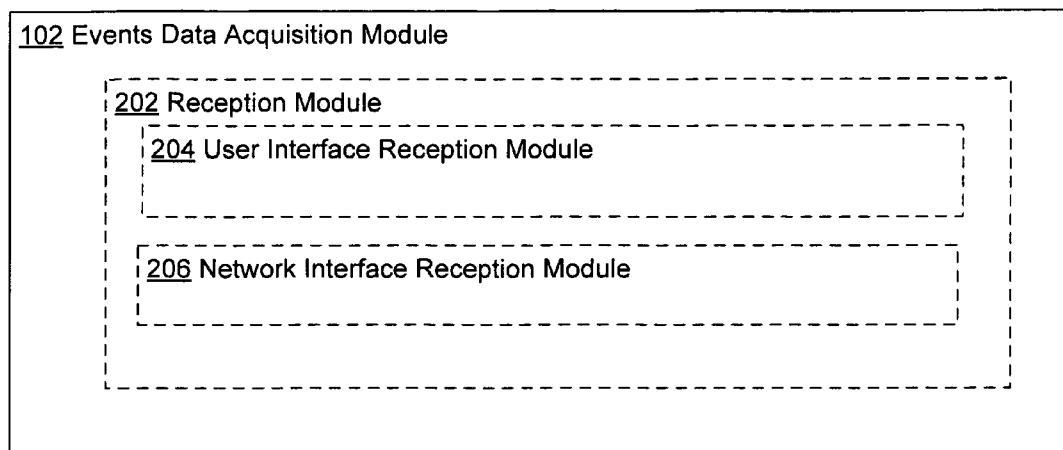 102 Events Data Acquisition Module
202 Reception Module
204 User Interface Reception Module
206 Network Interface Reception Module